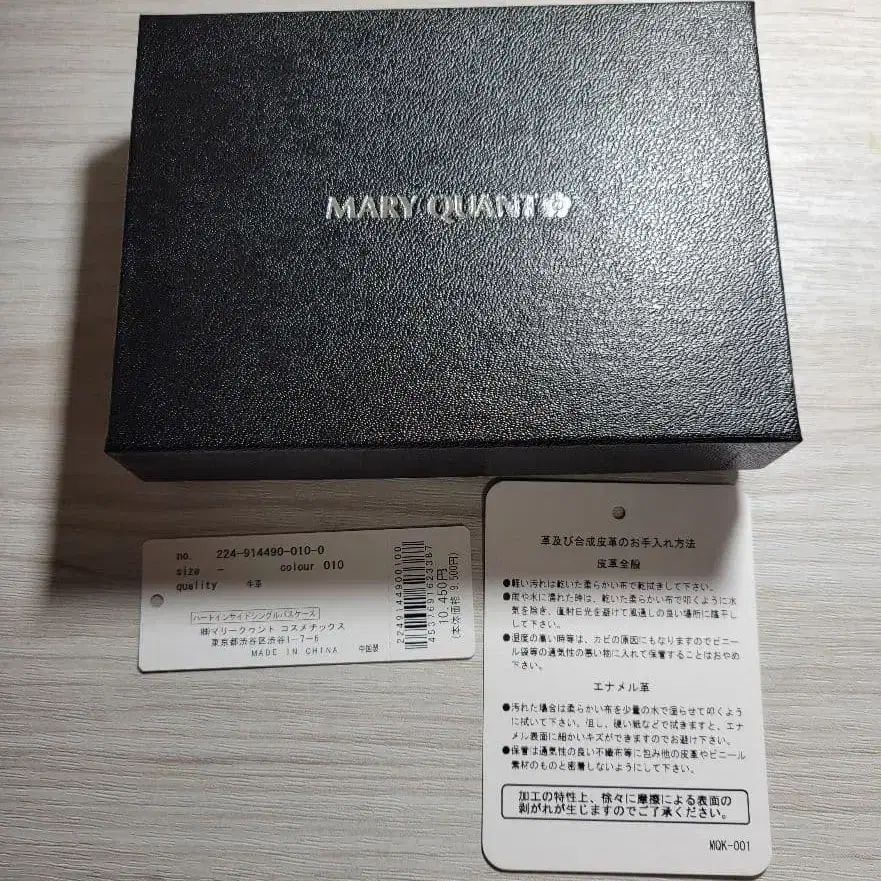 MARY QUANT
no. 224-914490-010-0
size - colour 010
quality 牛革
ハートインサイドシングルパスケース
㈱マリークヮント コスメチックス
東京都渋谷区渋谷1-7-6
MADE IN CHINA 中国製
2249144900100
4537691623387
10,450円
(本体価格 9,500円)
革及び合成皮革のお手入れ方法
皮革全般
●軽い汚れは乾いた柔らかい布で乾拭きして下さい。
●雨や水に濡れた時は、乾いた柔らかい布で叩くように水
気を除き、直射日光を避けて風通しの良い場所に陰干し
して下さい。
●湿度の高い時等は、カビの原因にもなりますのでビニー
ル袋等の通気性の悪い物に入れて保管することはおやめ
下さい。
エナメル革
●汚れた場合は柔らかい布を少量の水で湿らせて叩くよう
に拭いて下さい。但し、硬い紙などで拭きますと、エナ
メル表面に細かいキズができますのでお避け下さい。
●保管は通気性の良い不織布等に包み他の皮革やビニール
素材のものと密着しないようにして下さい。
加工の特性上、徐々に摩擦による表面の
剥がれが生じますのでご了承ください。
MQK-001